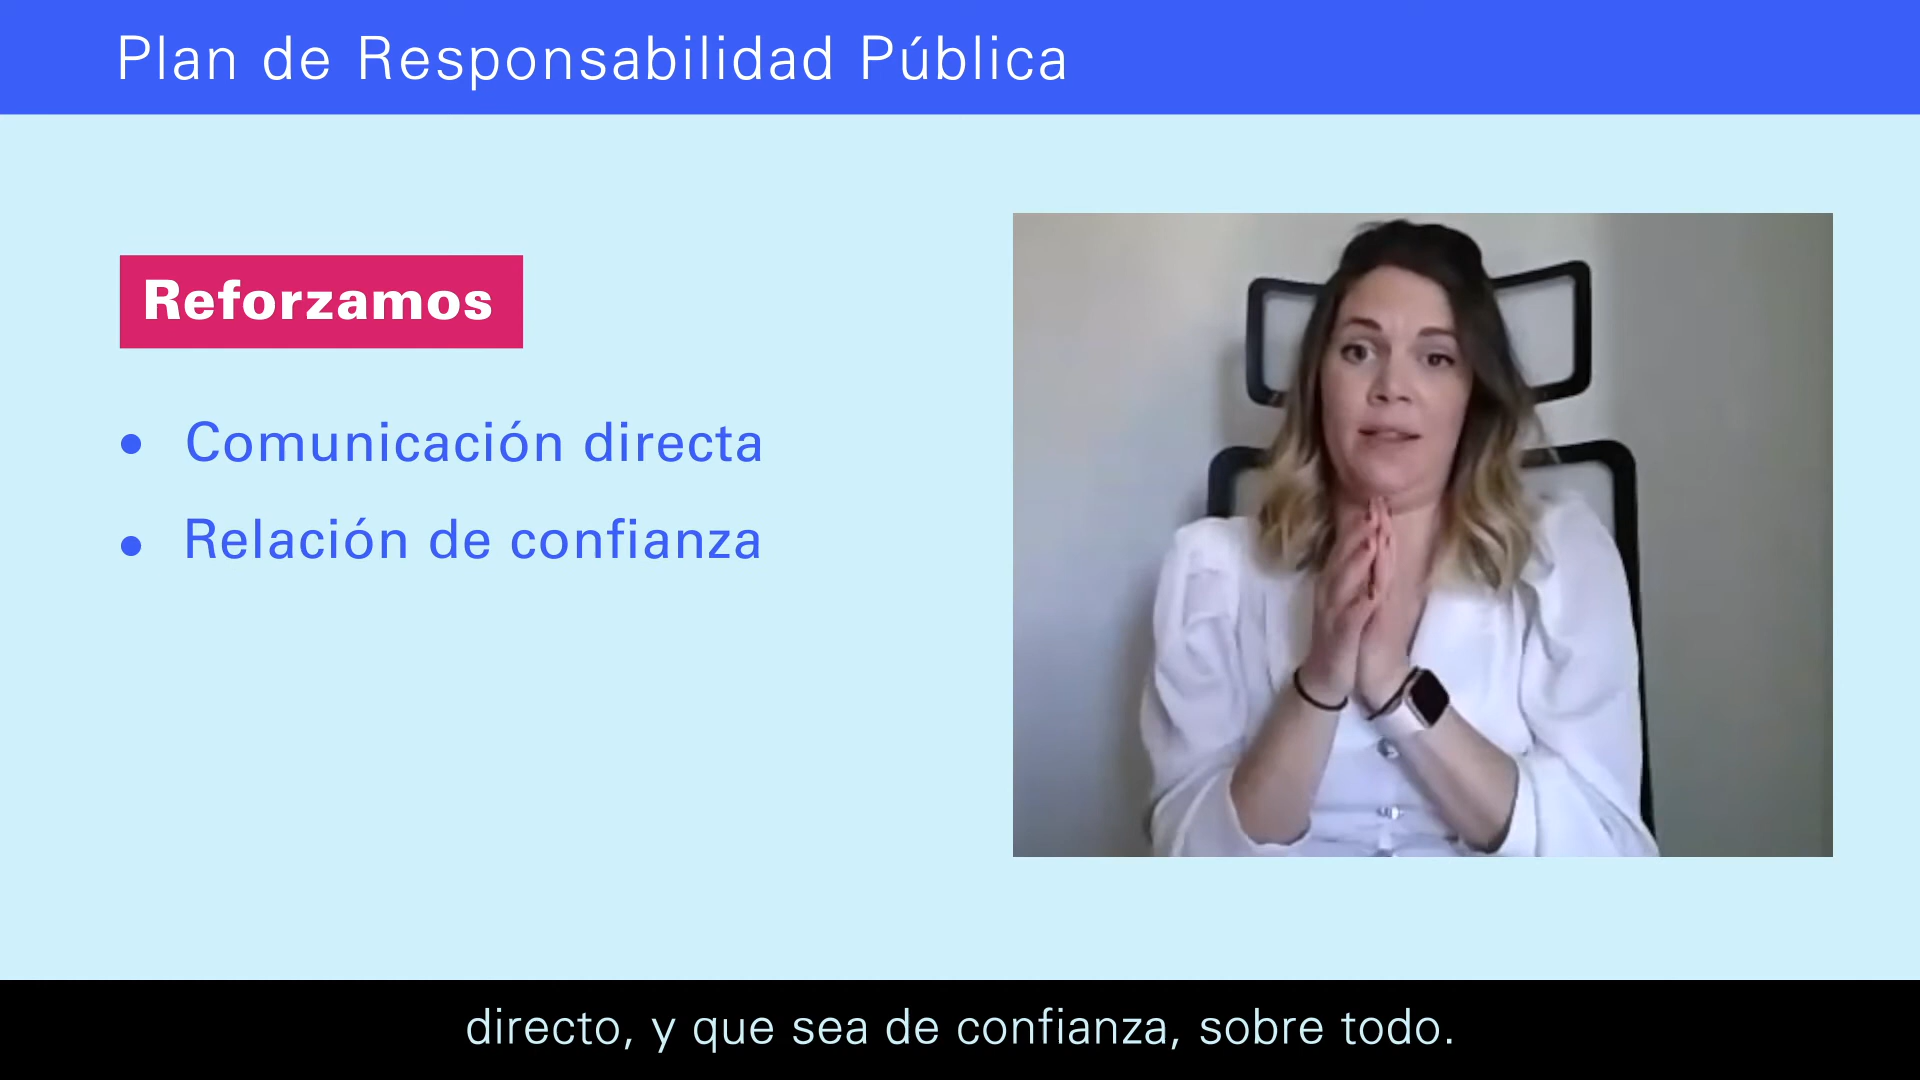 Plan de Responsabilidad Pública
Reforzamos
• Comunicación directa
• Relación de confianza
directo, y que sea de confianza, sobre todo.